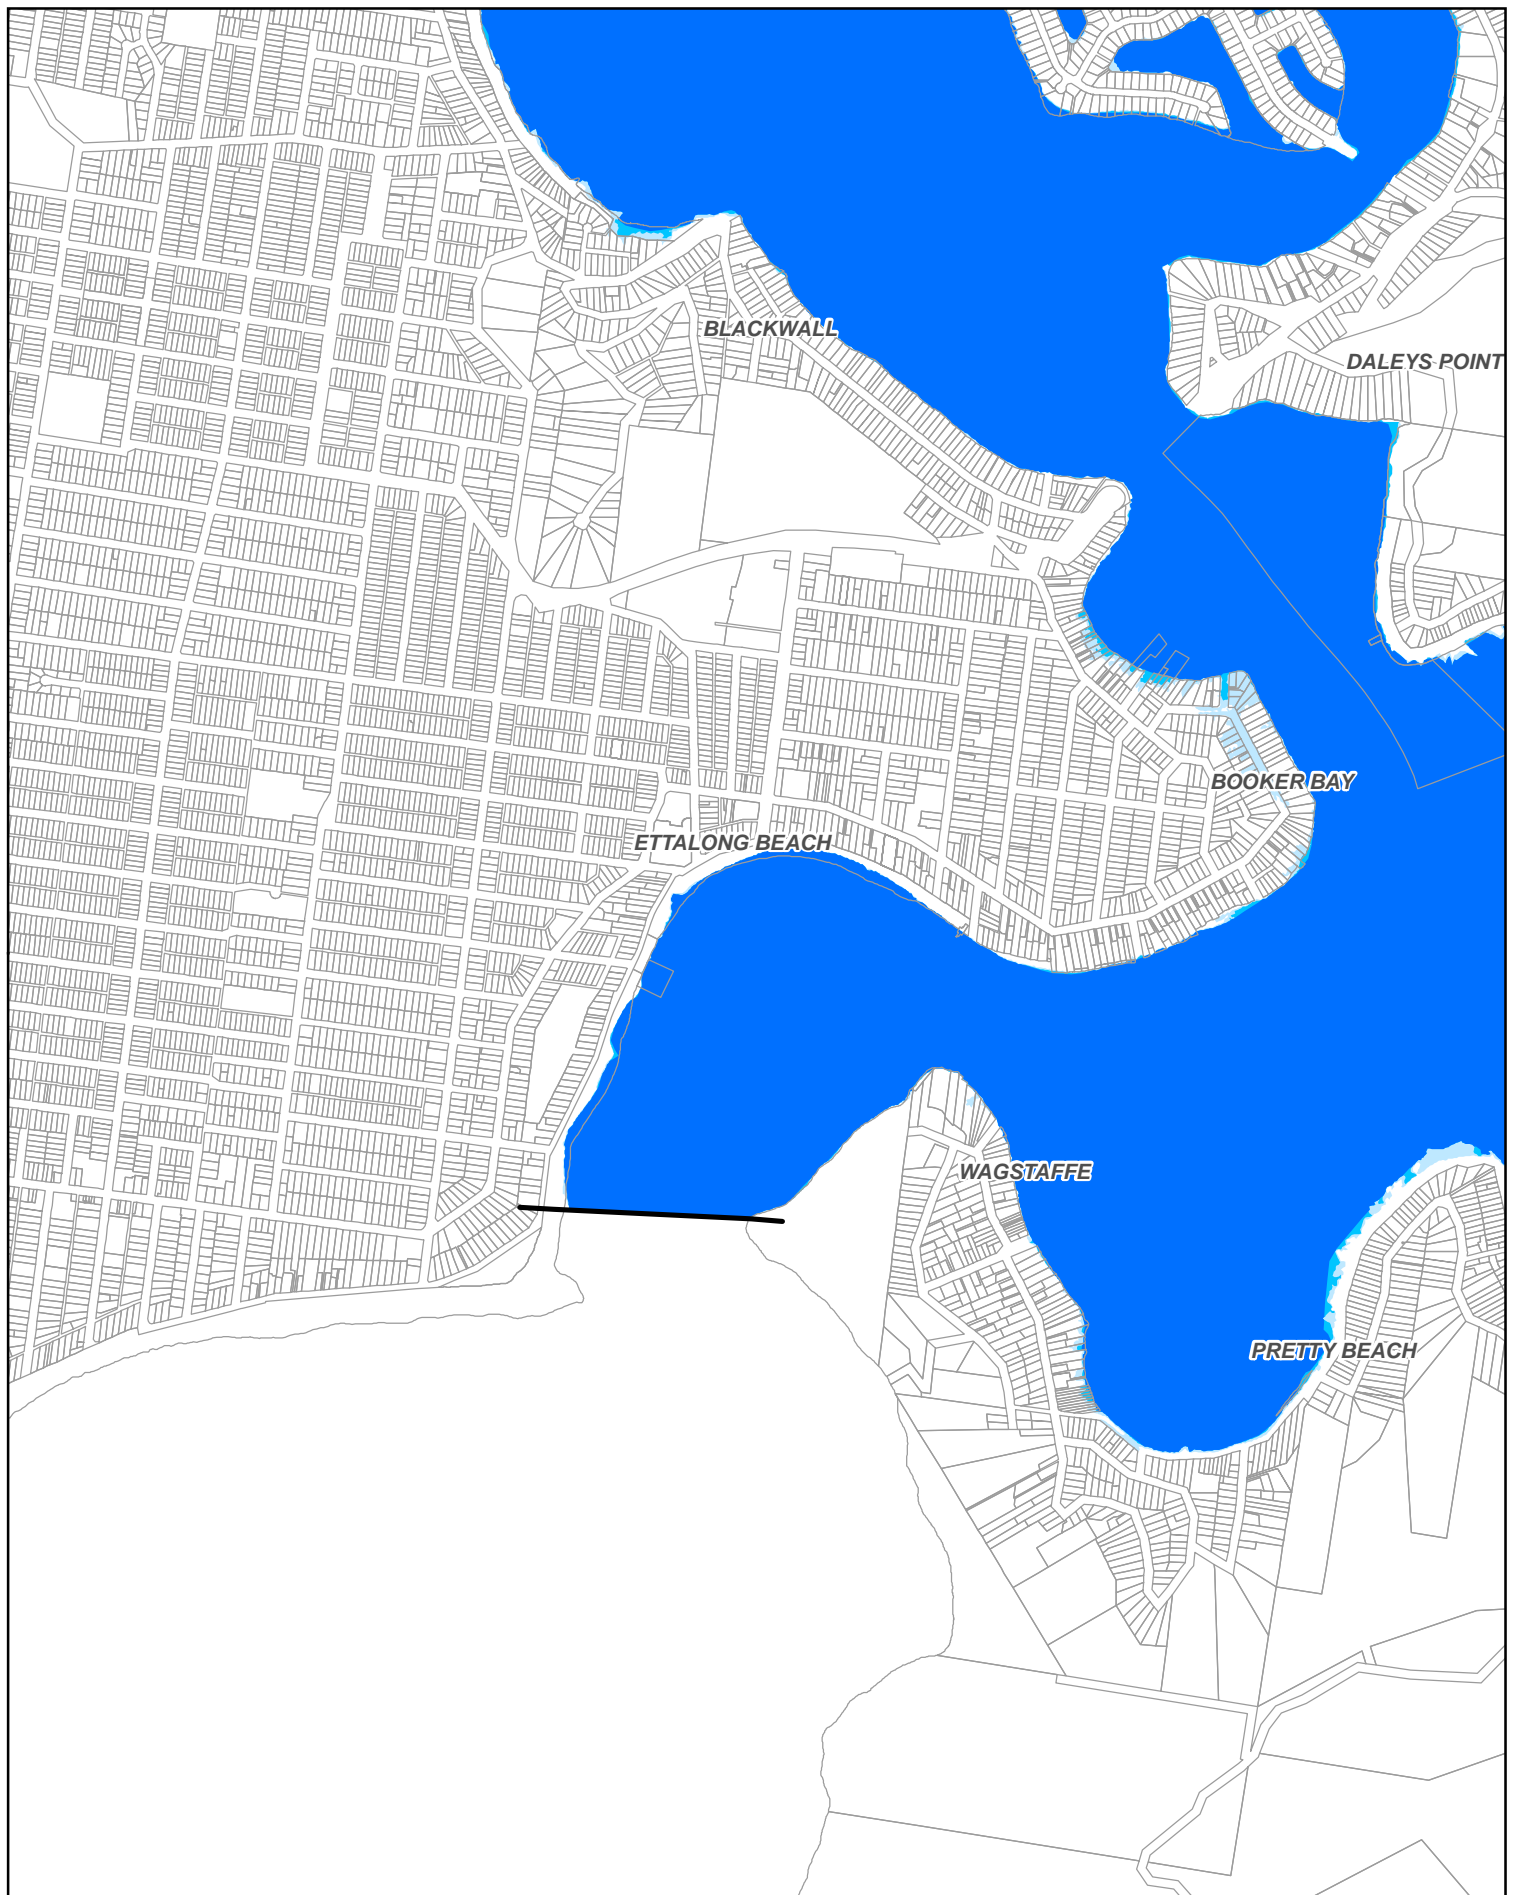 BLACKWALL
DALEYS POINT
BOOKER BAY
ETTALONG BEACH
WAGSTAFFE
PRETTY BEACH